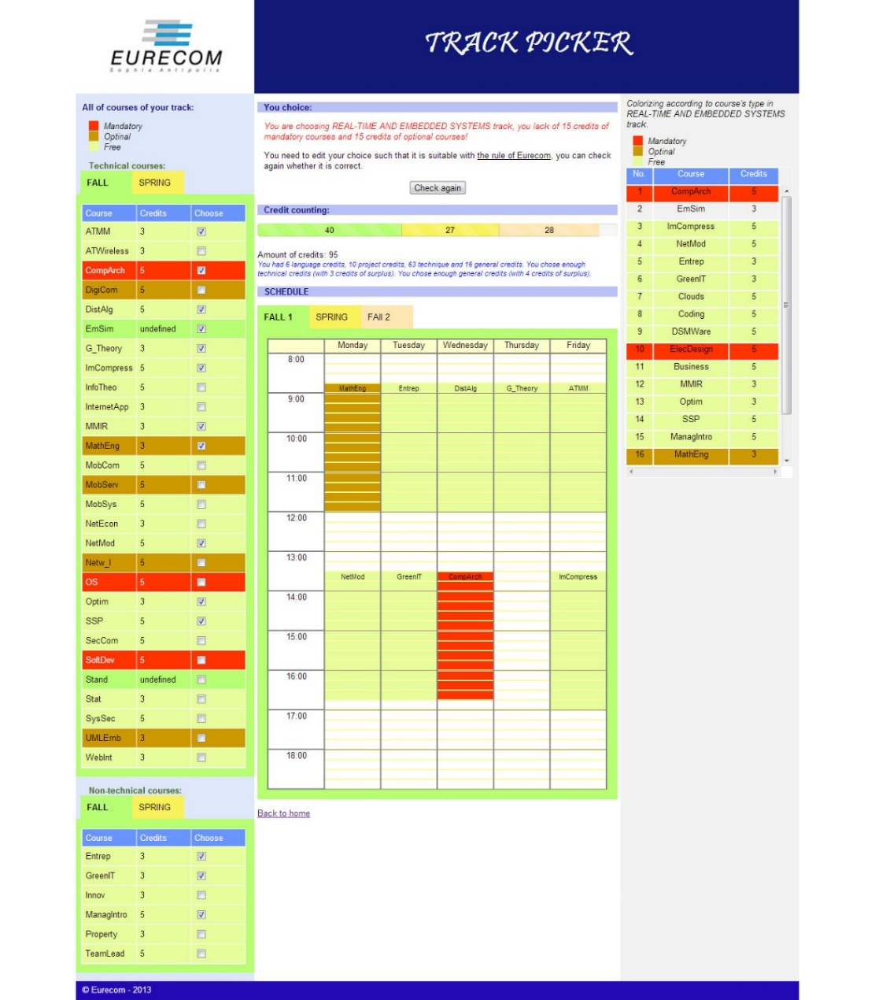 EURECOM
Sophia Antipolis
TRACK PICKER
All of courses of your track:
Mandatory
Optinal
Free
Technical courses:
FALL SPRING
Course Credits Choose
ATMM 3
ATWireless 3
CompArch 5
DigiCom 5
DistAlg 5
EmSim undefined
G_Theory 3
ImCompress 5
InfoTheo 5
InternetApp 3
MMIR 3
MathEng 3
MobCom 5
MobServ 5
MobSys 5
NetEcon 3
NetMod 5
Netw_I 5
OS 5
Optim 3
SSP 5
SecCom 5
SoftDev 5
Stand undefined
Stat 3
SysSec 5
UMLEmb 3
WebInt 3
Non-technical courses:
FALL SPRING
Course Credits Choose
Entrep 3
GreenIT 3
Innov 3
ManagIntro 5
Property 3
TeamLead 5
You choice:
You are choosing REAL-TIME AND EMBEDDED SYSTEMS track, you lack of 15 credits of
mandatory courses and 15 credits of optional courses!
You need to edit your choice such that it is suitable with the rule of Eurecom, you can check
again whether it is correct.
Check again
Credit counting:
40 27 28
Amount of credits: 95
You had 6 language credits, 10 project credits, 63 technique and 16 general credits. You chose enough
technical credits (with 3 credits of surplus). You chose enough general credits (with 4 credits of surplus).
SCHEDULE
FALL 1 SPRING FAll 2
Monday Tuesday Wednesday Thursday Friday
8:00
MathEng Entrep DistAlg G_Theory ATMM
9:00
10:00
11:00
12:00
13:00
NetMod GreenIT CompArch ImCompress
14:00
15:00
16:00
17:00
18:00
Back to home
Colorizing according to course's type in
REAL-TIME AND EMBEDDED SYSTEMS
track.
Mandatory
Optinal
Free
No. Course Credits
1 CompArch 5
2 EmSim 3
3 ImCompress 5
4 NetMod 5
5 Entrep 3
6 GreenIT 3
7 Clouds 5
8 Coding 5
9 DSMWare 5
10 ElecDesign 5
11 Business 5
12 MMIR 3
13 Optim 3
14 SSP 5
15 ManagIntro 5
16 MathEng 3
© Eurecom - 2013